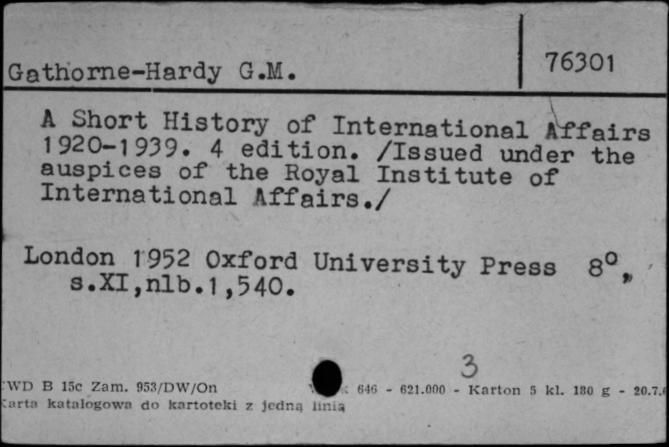 Gathorne-Hardy G.M.
76301
A Short History of International Affairs
1920-1939. 4 edition. /Issued under the
auspices of the Royal Institute of
International Affairs./
London 1952 Oxford University Press 8°,
s.XI,nlb.1,540.
3
WD B 15c Zam. 953/DW/On 646 - 621.000 - Karton 5 kl. 180 g - 20.7.
Karta katalogowa do kartoteki z jedną linią